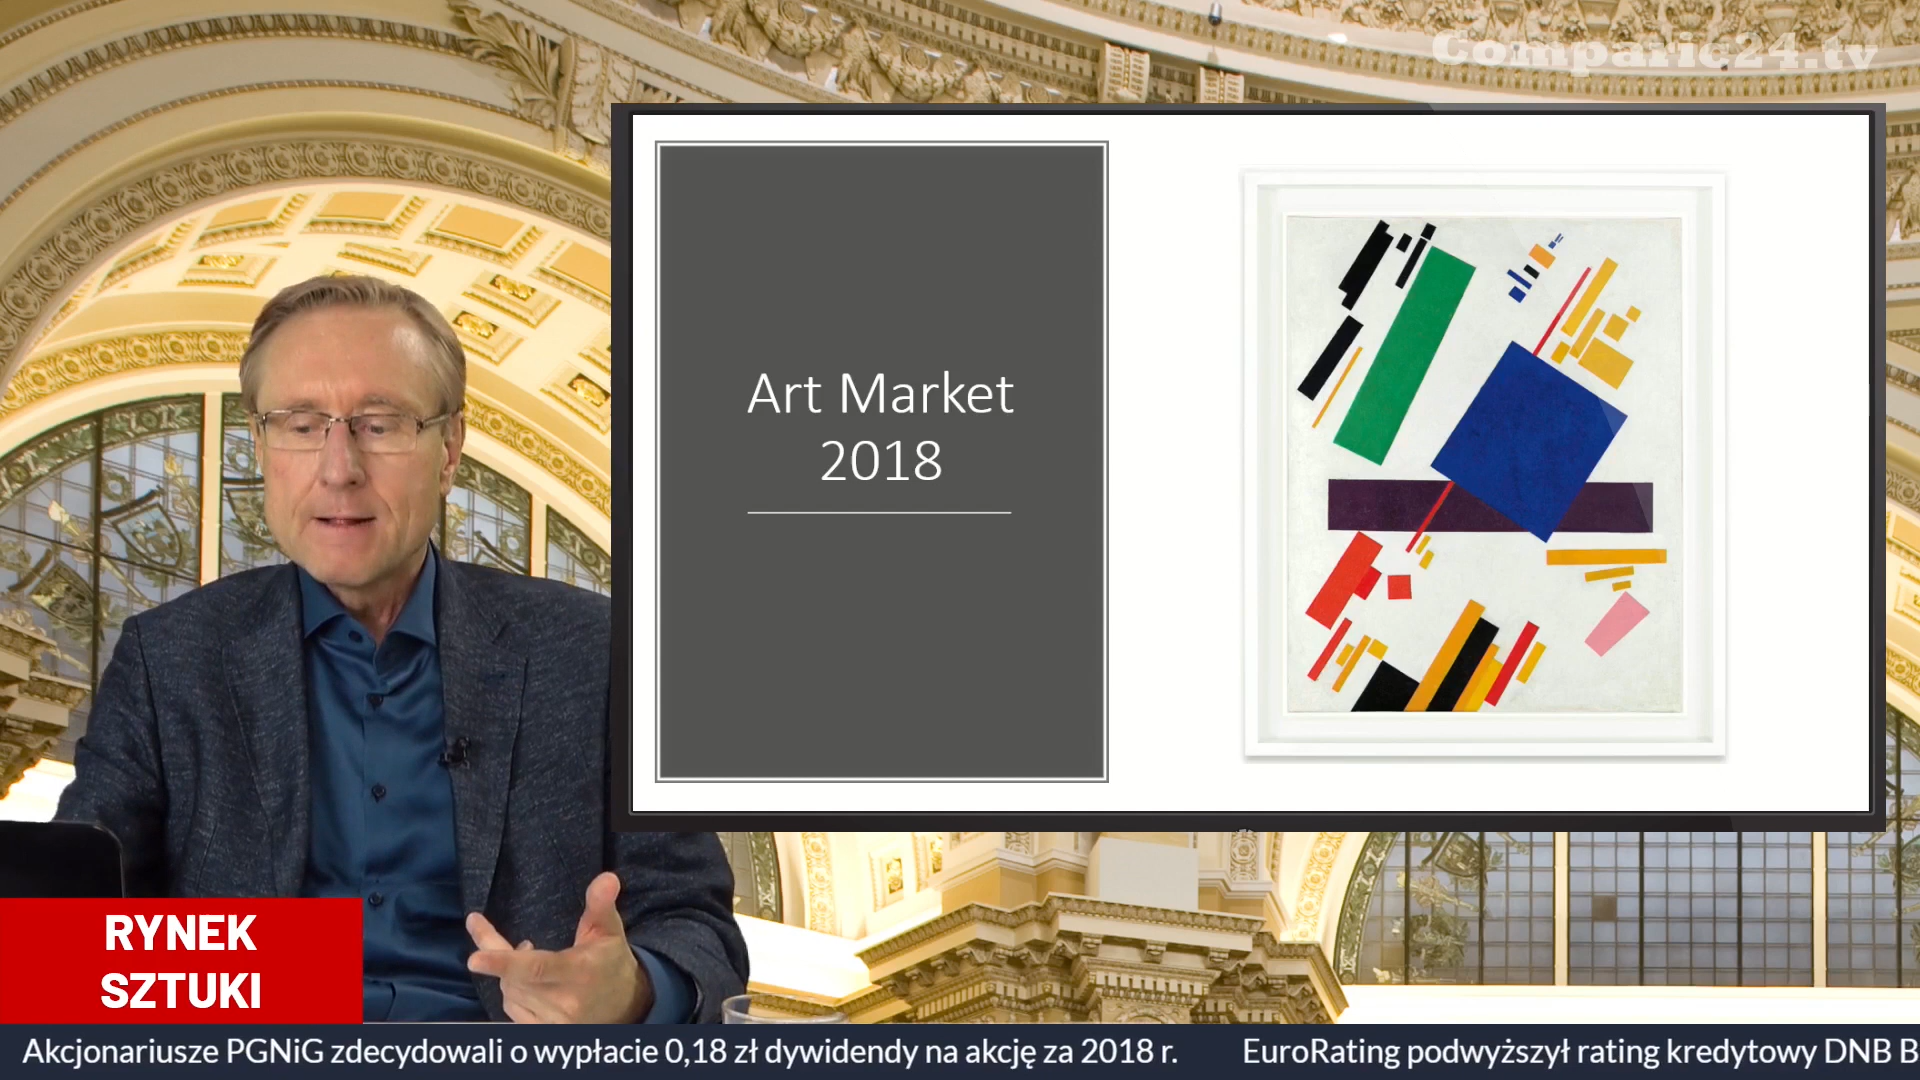 Comparic24.tv
Art Market
2018
RYNEK
SZTUKI
Akcjonariusze PGNiG zdecydowali o wypłacie 0,18 zł dywidendy na akcję za 2018 r. EuroRating podwyższył rating kredytowy DNB B